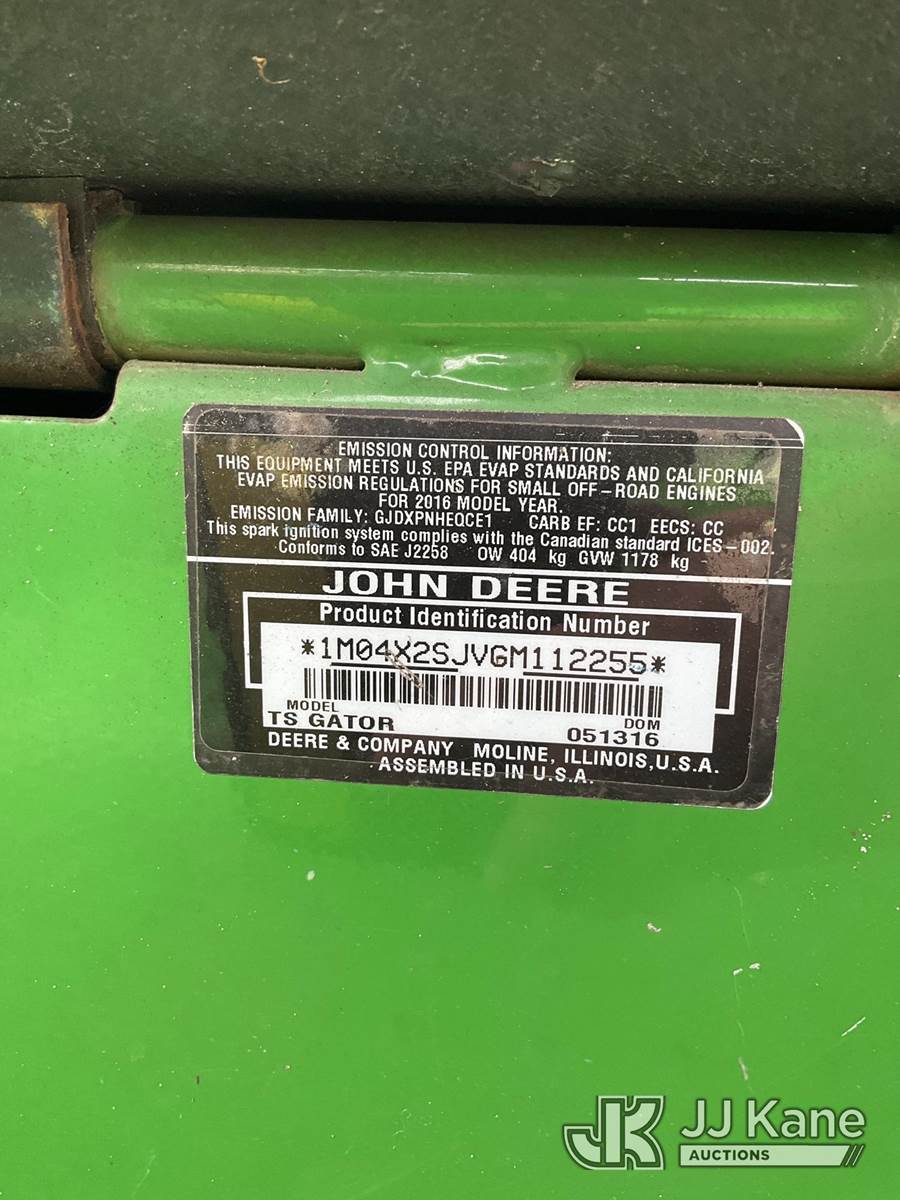 EMISSION CONTROL INFORMATION:
THIS EQUIPMENT MEETS U.S. EPA EVAP STANDARDS AND CALIFORNIA
EVAP EMISSION REGULATIONS FOR SMALL OFF-ROAD ENGINES
FOR 2016 MODEL YEAR.
EMISSION FAMILY: GJDXPNHEQCE1 CARB EF: CC1 EECS: CC
This spark ignition system complies with the Canadian standard ICES-002.
Conforms to SAE J2258 OW 404 kg GVW 1178 kg
JOHN DEERE
Product Identification Number
*1M04X2SJVGM112255*
MODEL DOM
TS GATOR 051316
DEERE & COMPANY MOLINE, ILLINOIS, U.S.A.
ASSEMBLED IN U.S.A.
JK JJ Kane
AUCTIONS